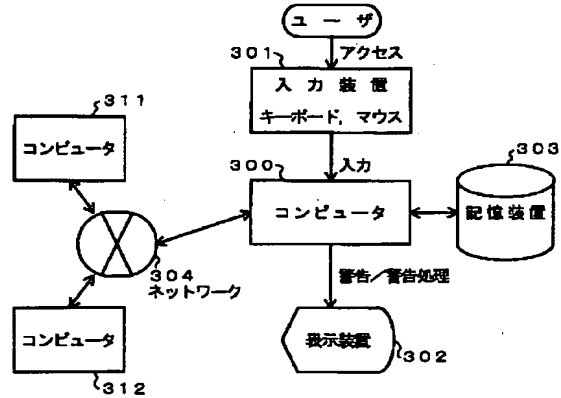 ユーザ
アクセス
301
入力装置
キーボード,マウス
311
コンピュータ
300
入力
303
コンピュータ
記憶装置
304
ネットワーク
警告/警告処理
コンピュータ
312
表示装置
302